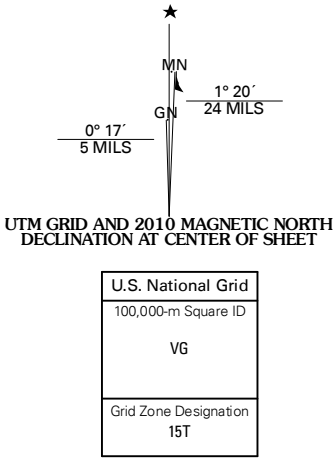 MN
1° 20´
24 MILS
GN
0° 17´
5 MILS
UTM GRID AND 2010 MAGNETIC NORTH
DECLINATION AT CENTER OF SHEET
U.S. National Grid
100,000-m Square ID
VG
Grid Zone Designation
15T